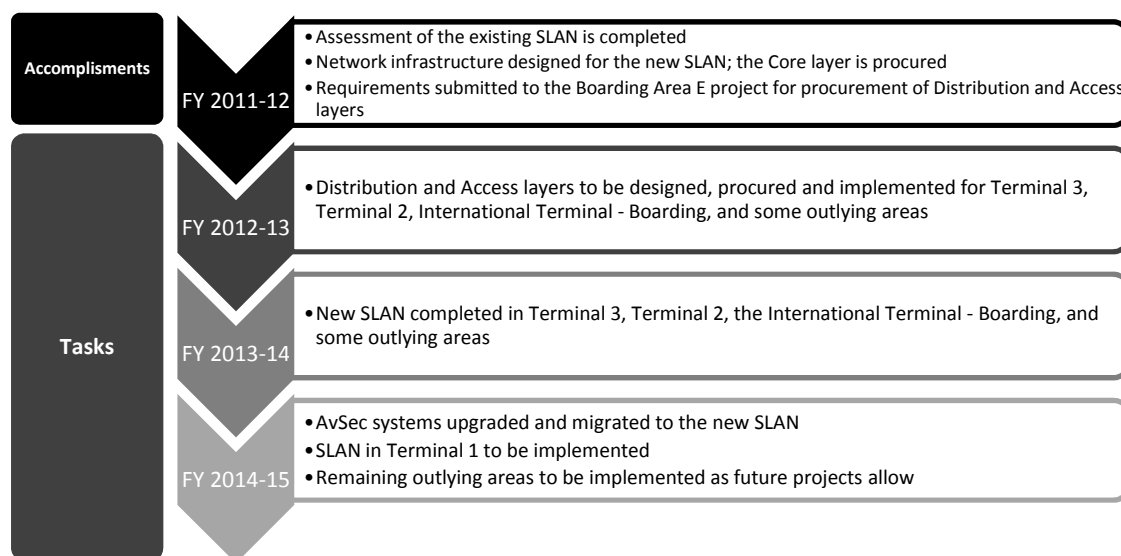 Accomplisments
FY 2011-12
•Assessment of the existing SLAN is completed
•Network infrastructure designed for the new SLAN; the Core layer is procured
•Requirements submitted to the Boarding Area E project for procurement of Distribution and Access
layers
Tasks
FY 2012-13
•Distribution and Access layers to be designed, procured and implemented for Terminal 3,
Terminal 2, International Terminal - Boarding, and some outlying areas
FY 2013-14
•New SLAN completed in Terminal 3, Terminal 2, the International Terminal - Boarding, and
some outlying areas
FY 2014-15
•AvSec systems upgraded and migrated to the new SLAN
•SLAN in Terminal 1 to be implemented
•Remaining outlying areas to be implemented as future projects allow